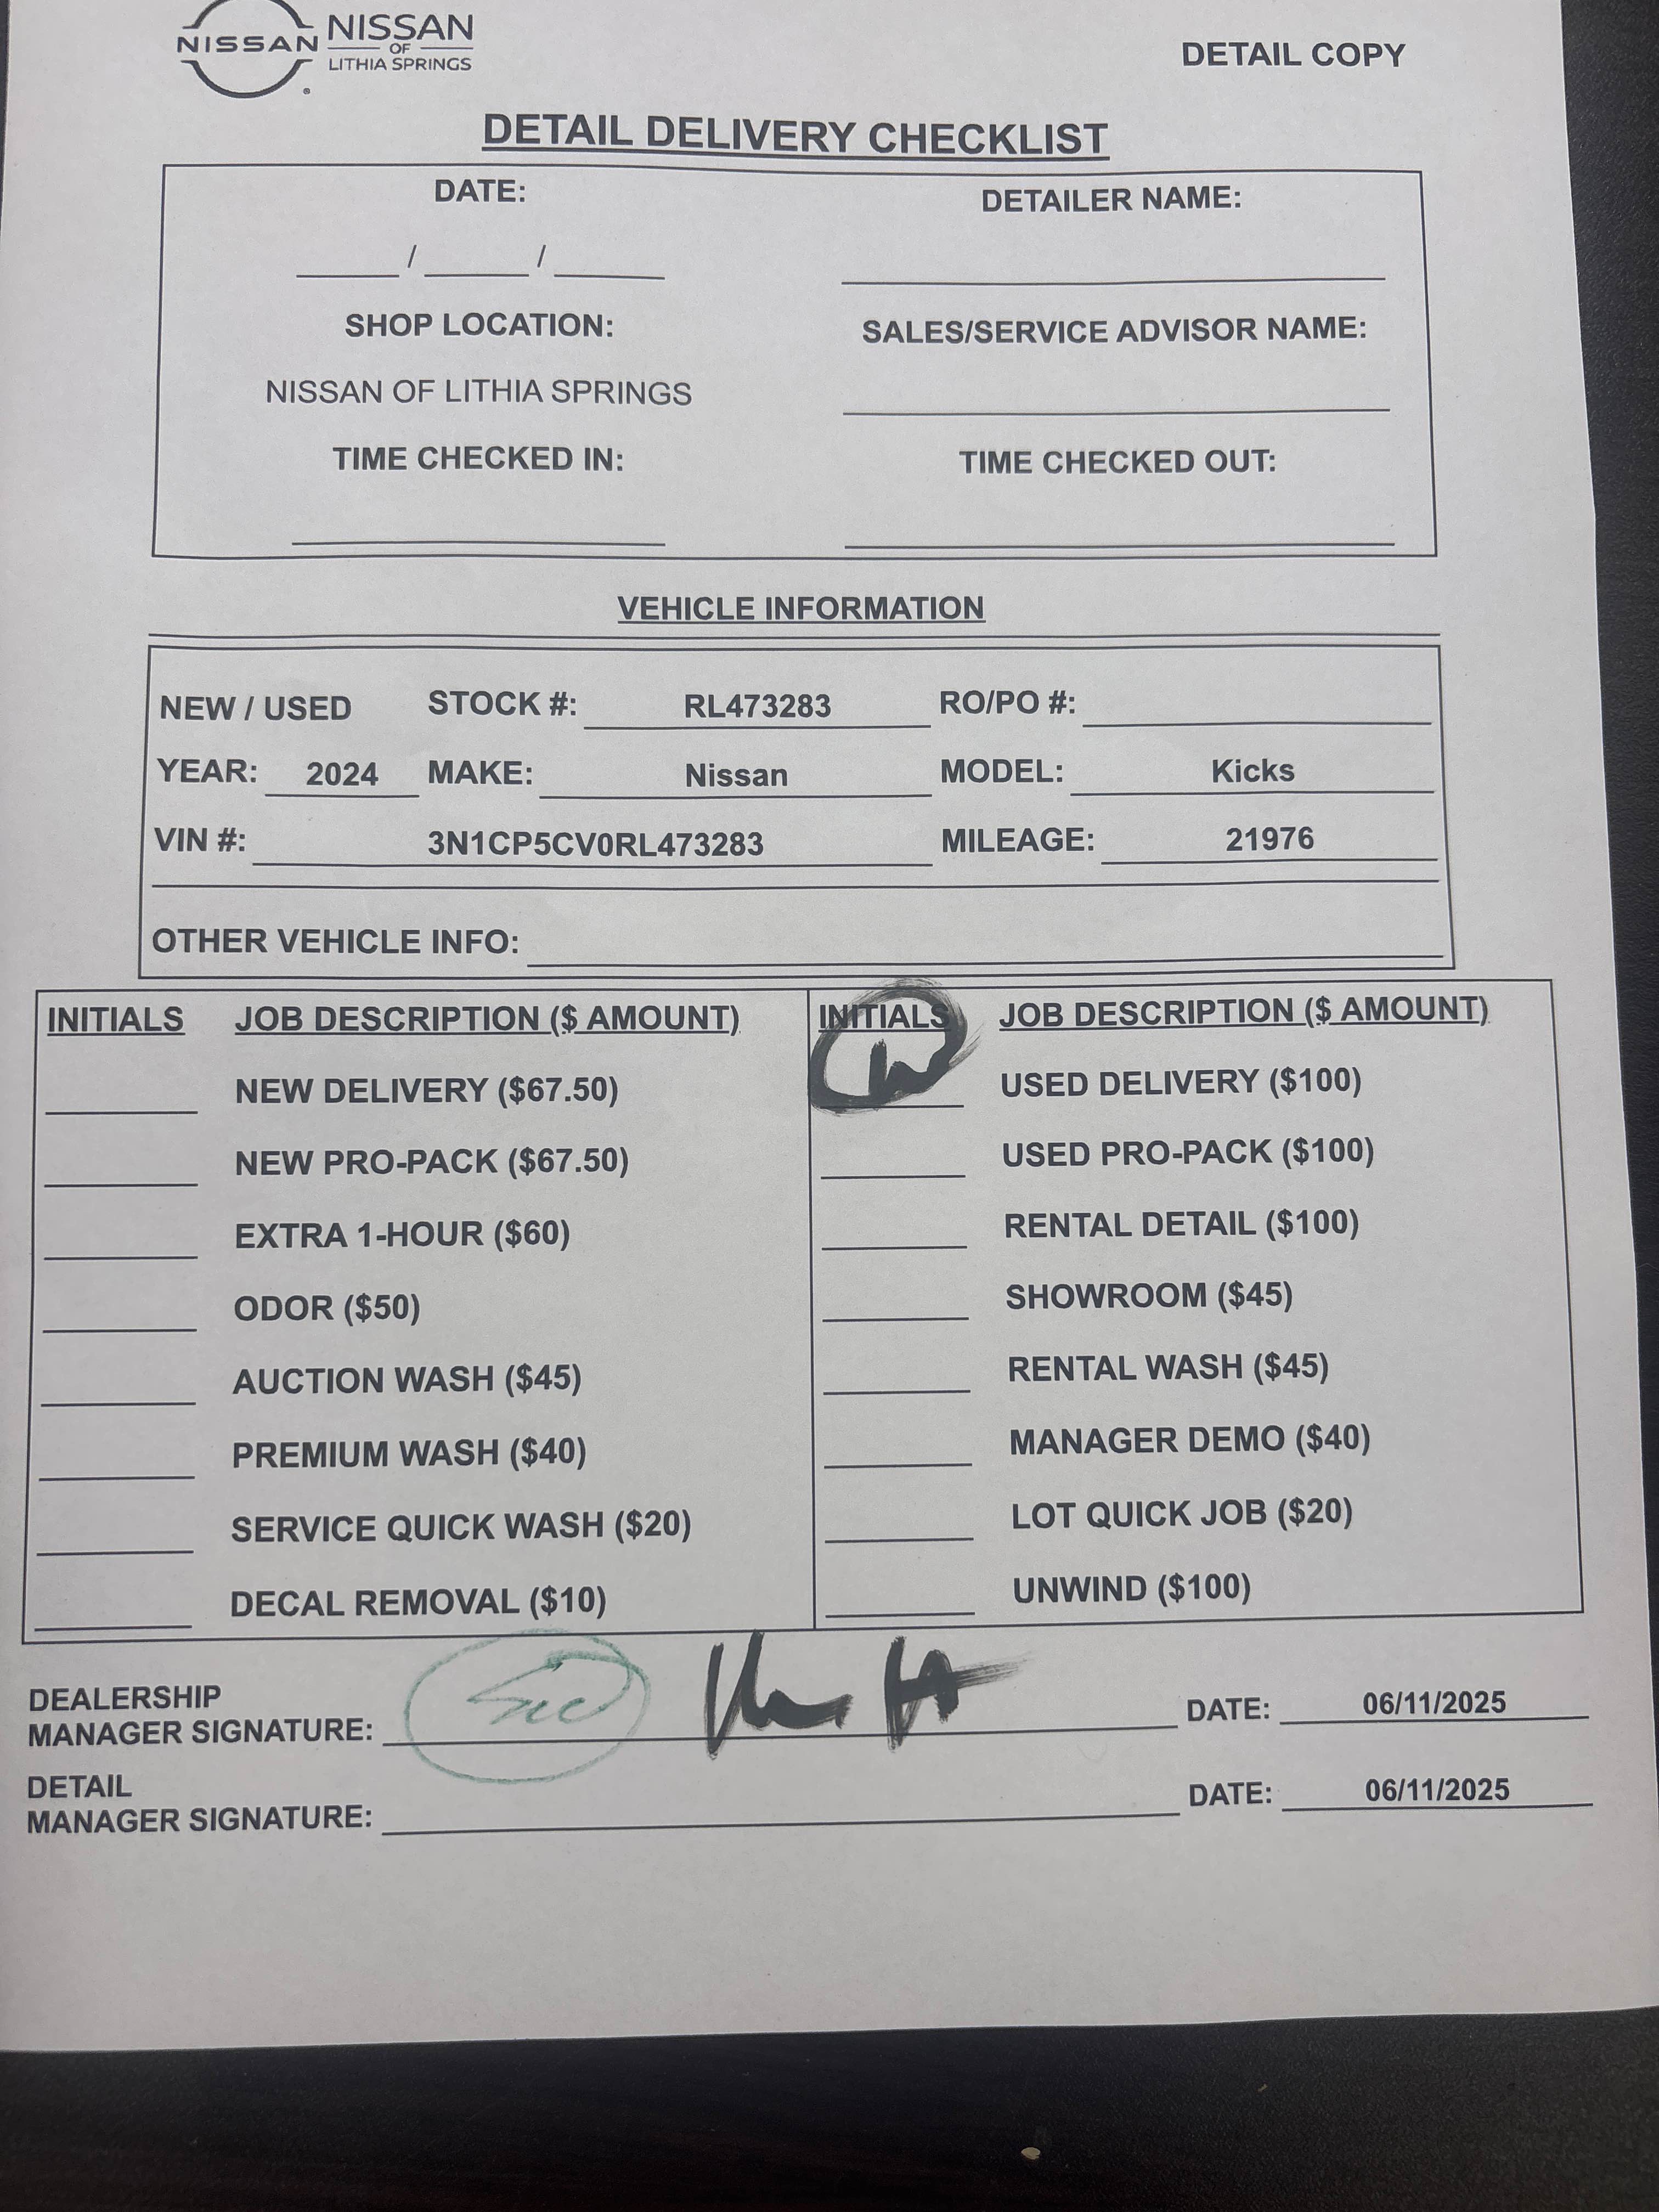 NISSAN
NISSAN
OF
LITHIA SPRINGS
DETAIL COPY
DETAIL DELIVERY CHECKLIST
DATE:
DETAILER NAME:
____ / ____ / ____
SHOP LOCATION:
SALES/SERVICE ADVISOR NAME:
NISSAN OF LITHIA SPRINGS
TIME CHECKED IN:
TIME CHECKED OUT:
VEHICLE INFORMATION
NEW / USED STOCK #: RL473283 RO/PO #:
YEAR: 2024 MAKE: Nissan MODEL: Kicks
VIN #: 3N1CP5CV0RL473283 MILEAGE: 21976
OTHER VEHICLE INFO:
INITIALS JOB DESCRIPTION ($ AMOUNT) INITIALS JOB DESCRIPTION ($ AMOUNT)
NEW DELIVERY ($67.50) USED DELIVERY ($100)
NEW PRO-PACK ($67.50) USED PRO-PACK ($100)
EXTRA 1-HOUR ($60) RENTAL DETAIL ($100)
ODOR ($50) SHOWROOM ($45)
AUCTION WASH ($45) RENTAL WASH ($45)
PREMIUM WASH ($40) MANAGER DEMO ($40)
SERVICE QUICK WASH ($20) LOT QUICK JOB ($20)
DECAL REMOVAL ($10) UNWIND ($100)
DEALERSHIP
MANAGER SIGNATURE: DATE: 06/11/2025
DETAIL
MANAGER SIGNATURE: DATE: 06/11/2025